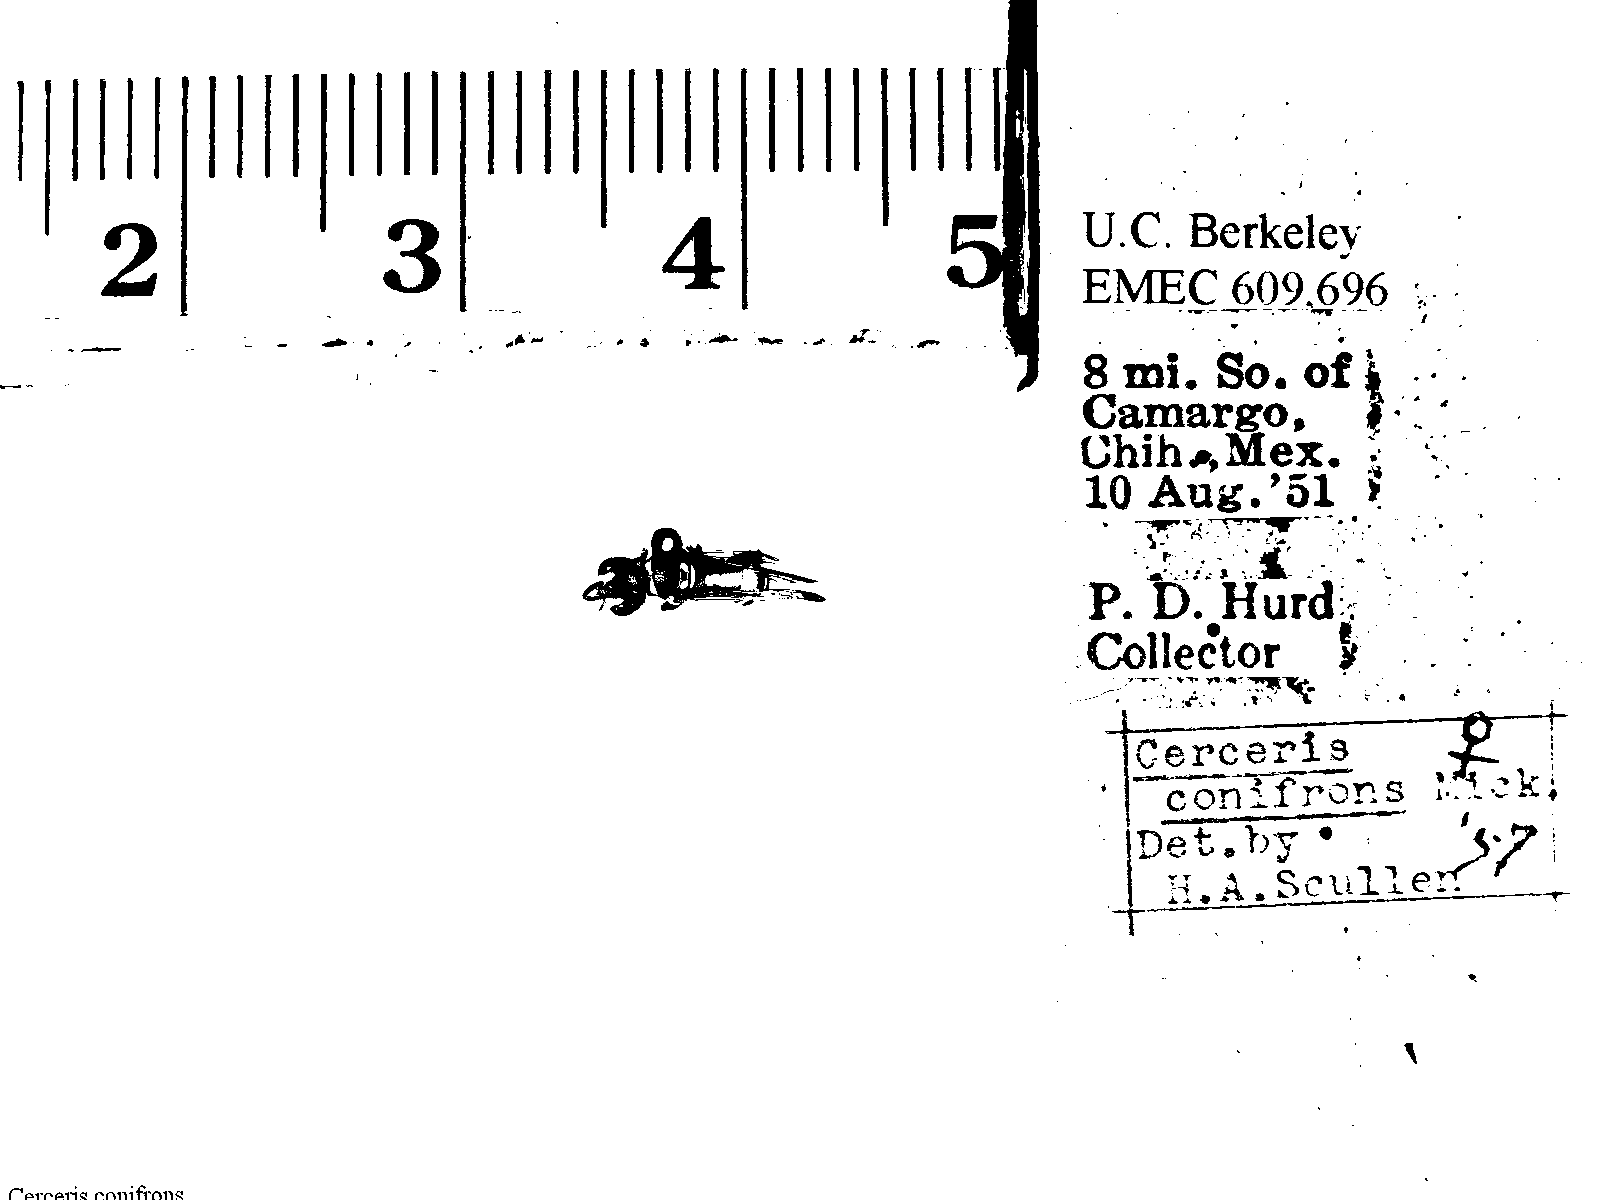 2 3 4 5
U.C. Berkeley
EMEC 609,696
8 mi. So. of
Camargo,
Chih., Mex.
10 Aug. '51
P. D. Hurd
Collector
Cerceris ♀
conifrons Mick.
Det. by '57
H.A.Scullen
Cerceris conifrons